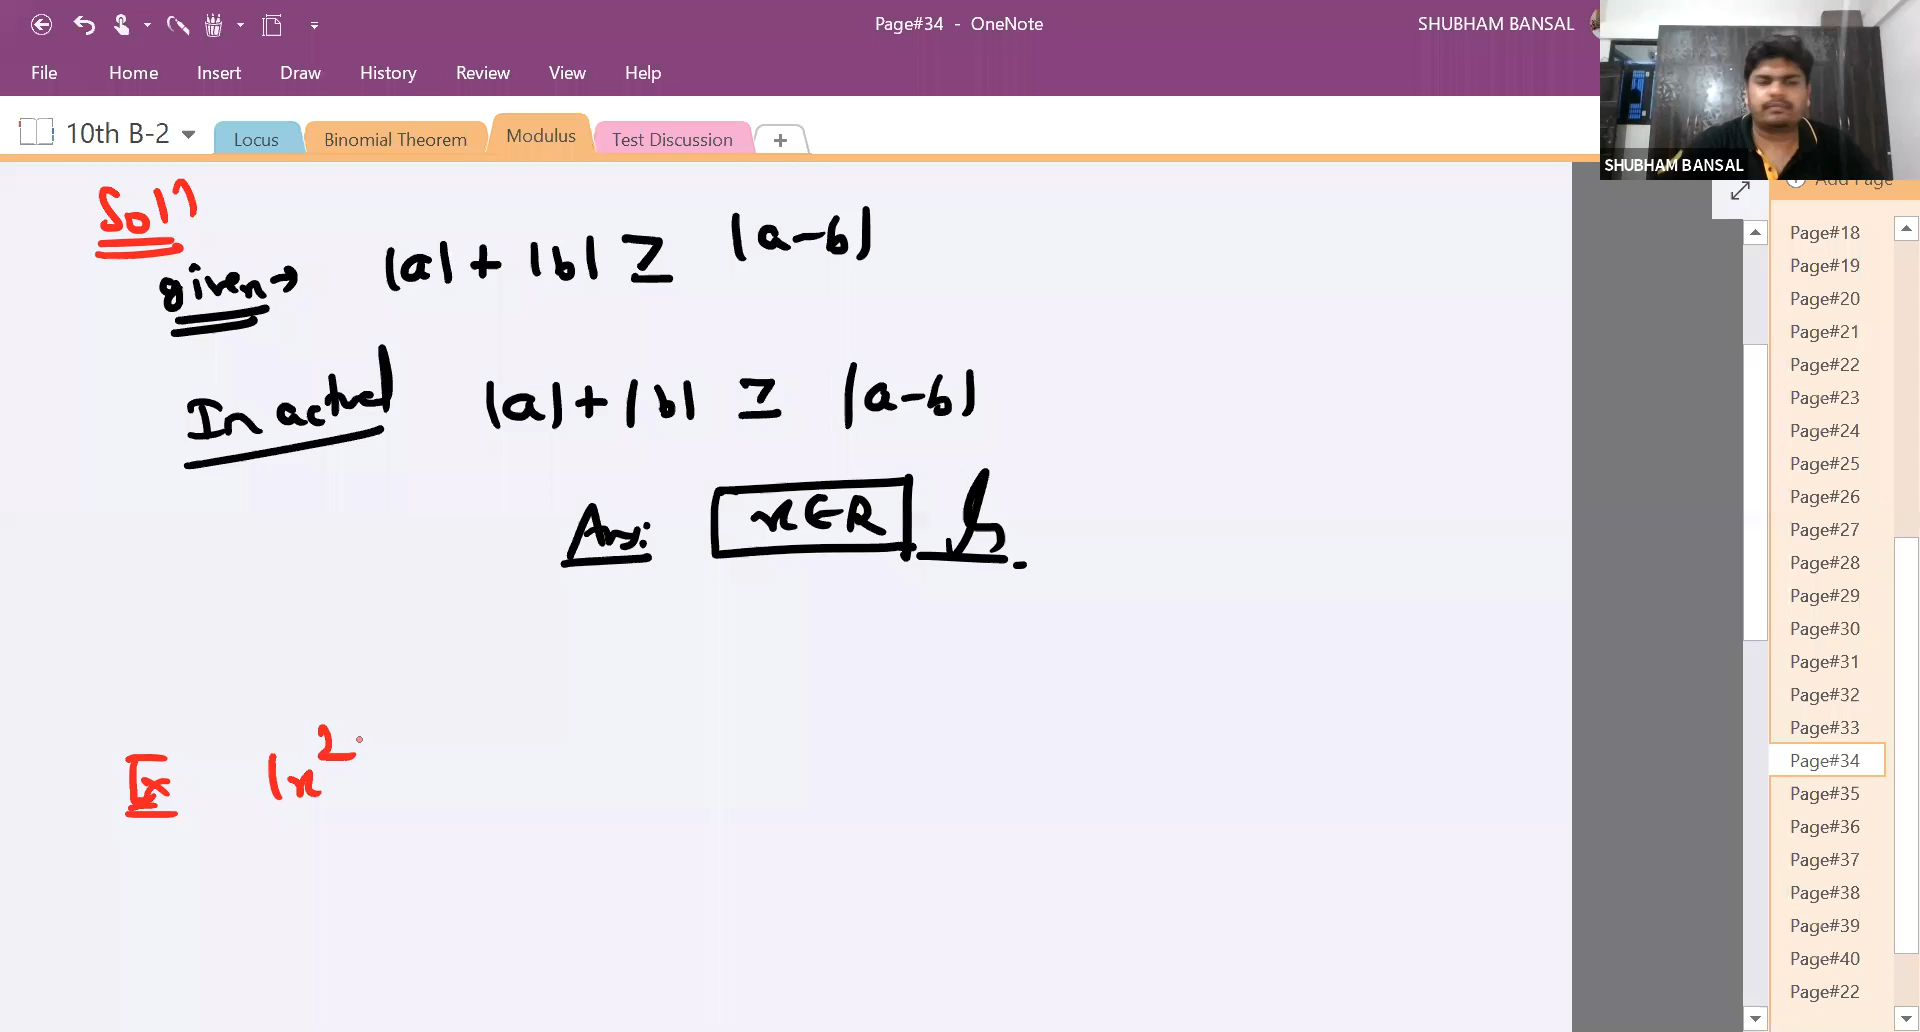 Page#34 - OneNote
SHUBHAM BANSAL
File Home Insert Draw History Review View Help
SHUBHAM BANSAL
10th B-2
Locus
Binomial Theorem
Modulus
Test Discussion
+
Add Page
Solⁿ
given → |a| + |b| ≥ |a-b|
In actual |a| + |b| ≥ |a-b|
Ans: x∈R
Ex |x²
Page#18
Page#19
Page#20
Page#21
Page#22
Page#23
Page#24
Page#25
Page#26
Page#27
Page#28
Page#29
Page#30
Page#31
Page#32
Page#33
Page#34
Page#35
Page#36
Page#37
Page#38
Page#39
Page#40
Page#22